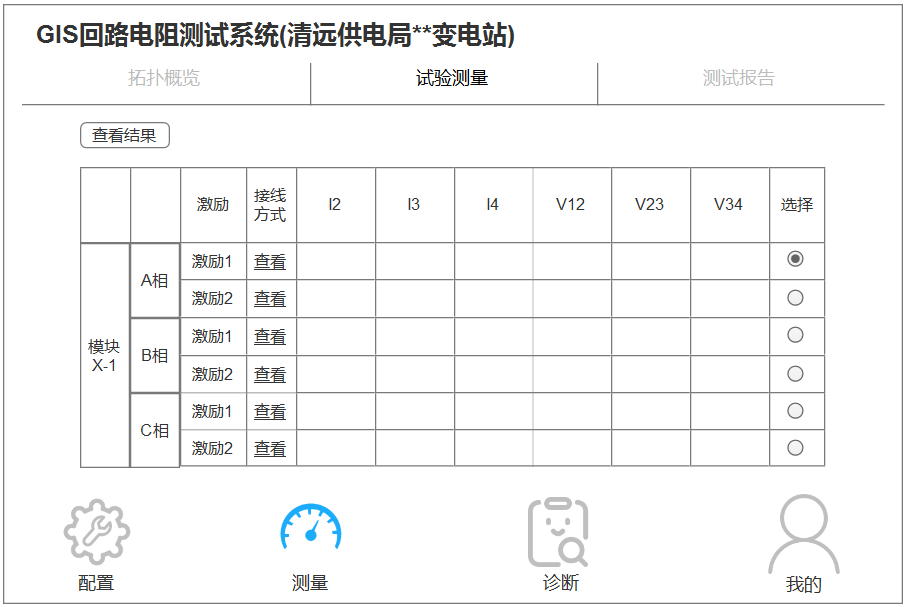 GIS回路电阻测试系统(清远供电局**变电站)
拓扑概览 试验测量 测试报告
查看结果
激励 接线方式 I2 I3 I4 V12 V23 V34 选择
模块X-1
A相
激励1 查看
激励2 查看
B相
激励1 查看
激励2 查看
C相
激励1 查看
激励2 查看
配置 测量 诊断 我的